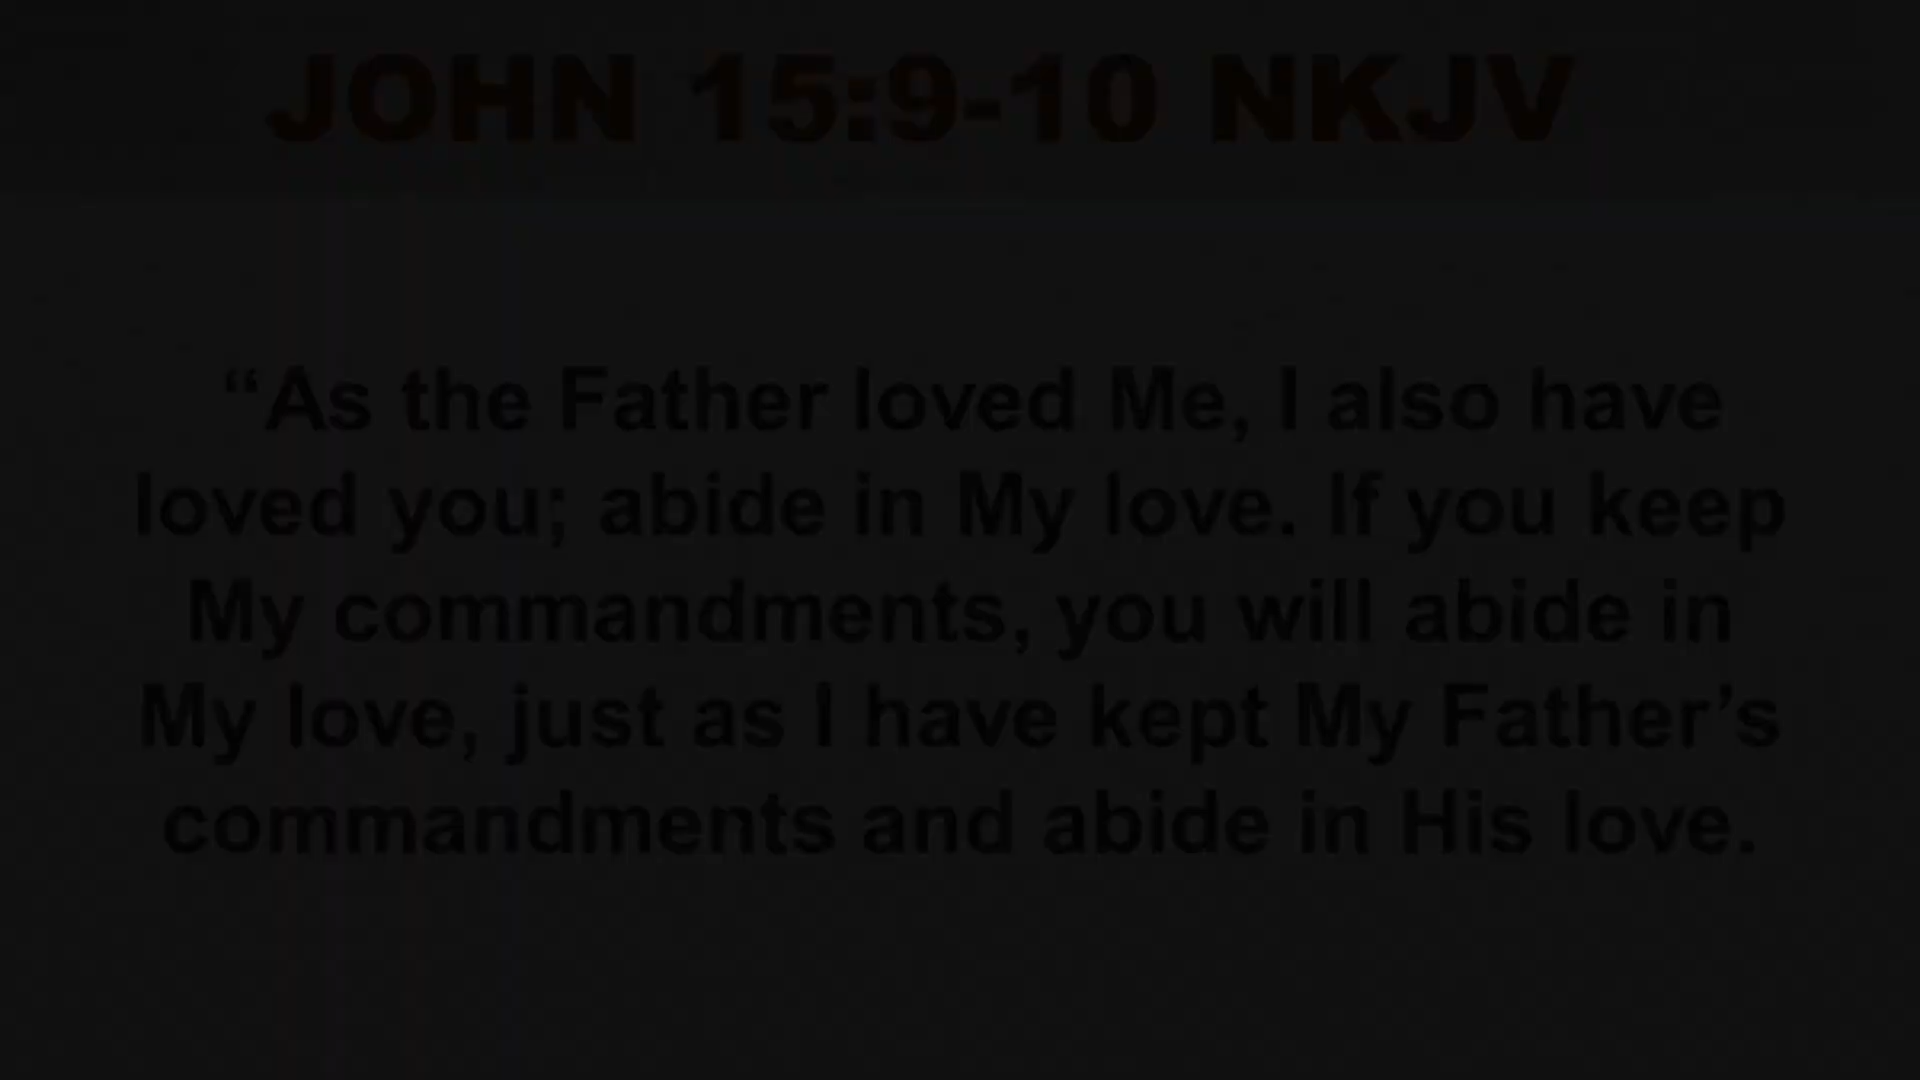 JOHN 15:9-10 NKJV
“As the Father loved Me, I also have
loved you; abide in My love. If you keep
My commandments, you will abide in
My love, just as I have kept My Father’s
commandments and abide in His love.